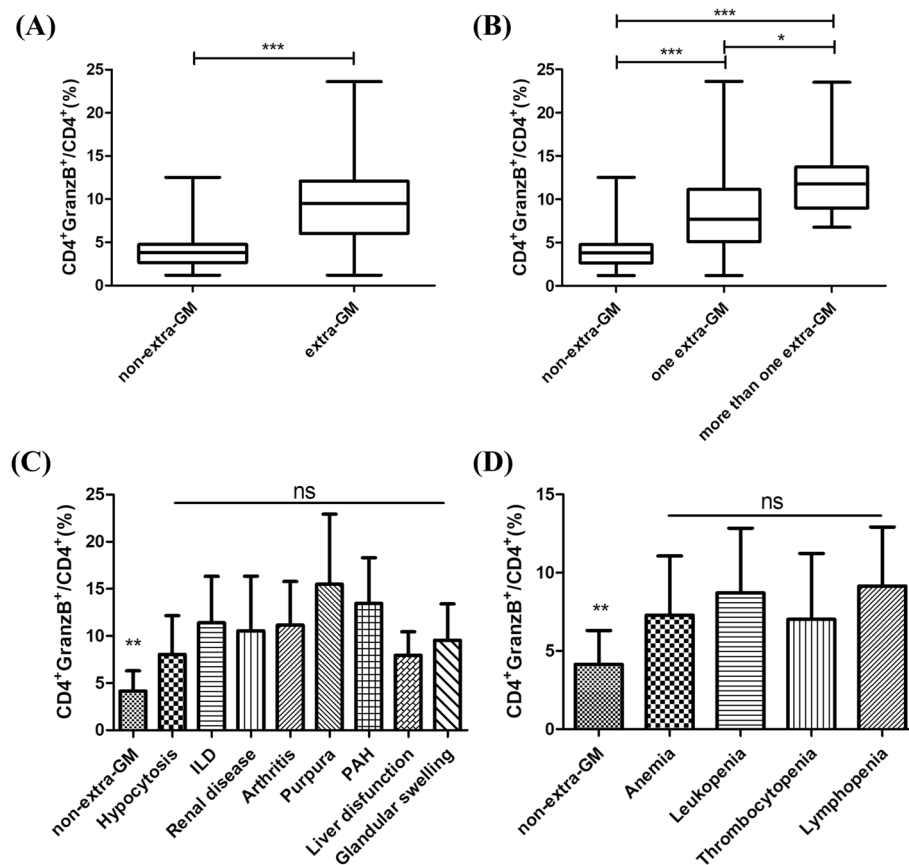 (A)
***
CD4⁺GranzB⁺/CD4⁺(%)
25
20
15
10
5
0
non-extra-GM
extra-GM
(B)
***
***
*
CD4⁺GranzB⁺/CD4⁺(%)
25
20
15
10
5
0
non-extra-GM
one extra-GM
more than one extra-GM
(C)
ns
CD4⁺GranzB⁺/CD4⁺(%)
25
20
15
10
5
0
**
non-extra-GM
Hypocytosis
ILD
Renal disease
Arthritis
Purpura
PAH
Liver disfunction
Glandular swelling
(D)
ns
CD4⁺GranzB⁺/CD4⁺(%)
15
10
5
0
**
non-extra-GM
Anemia
Leukopenia
Thrombocytopenia
Lymphopenia